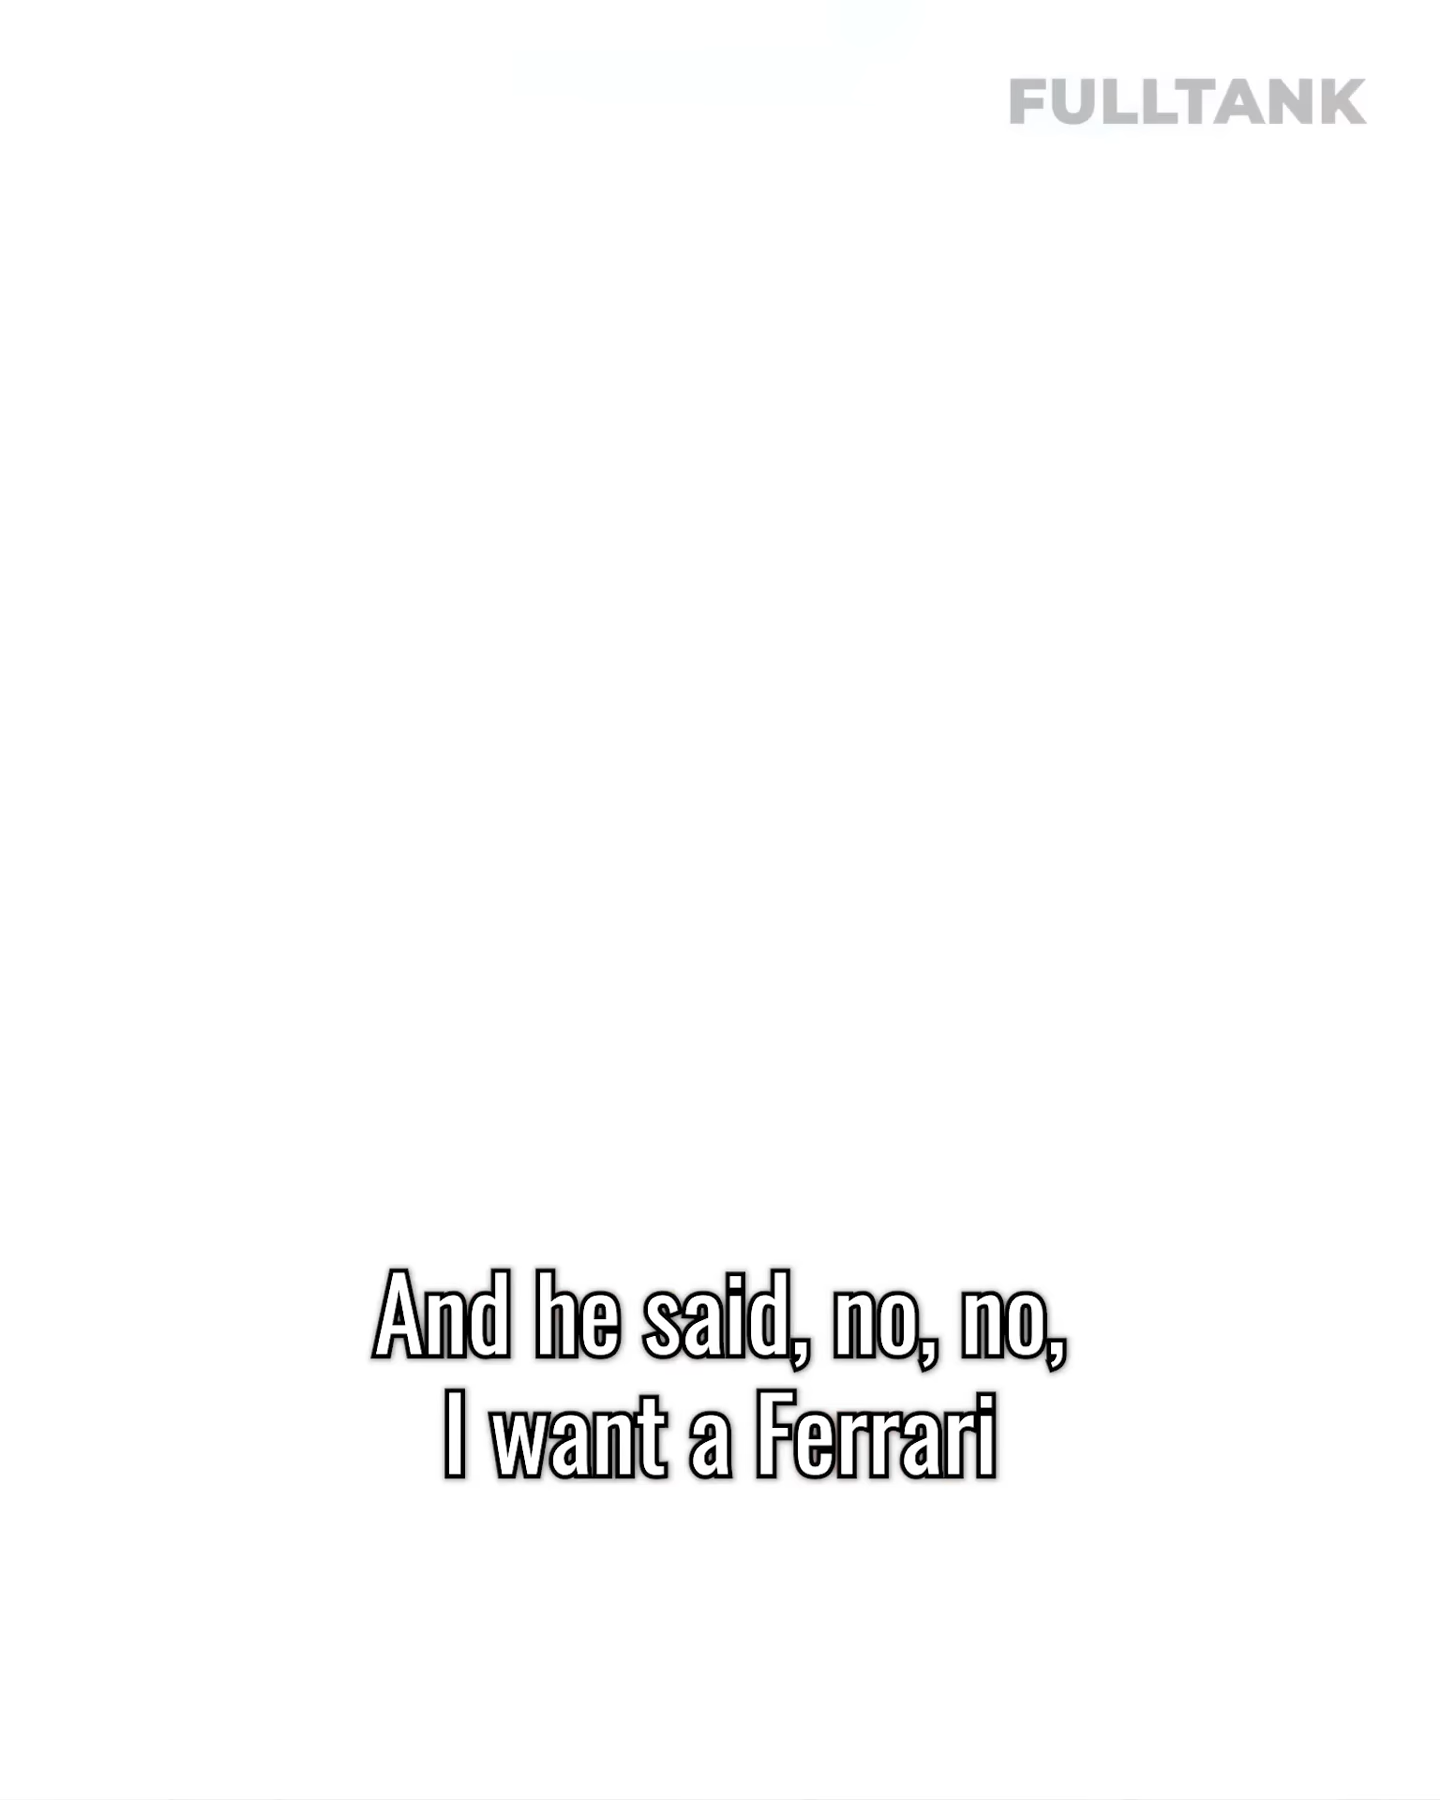 FULLTANK
And he said, no, no,
I want a Ferrari